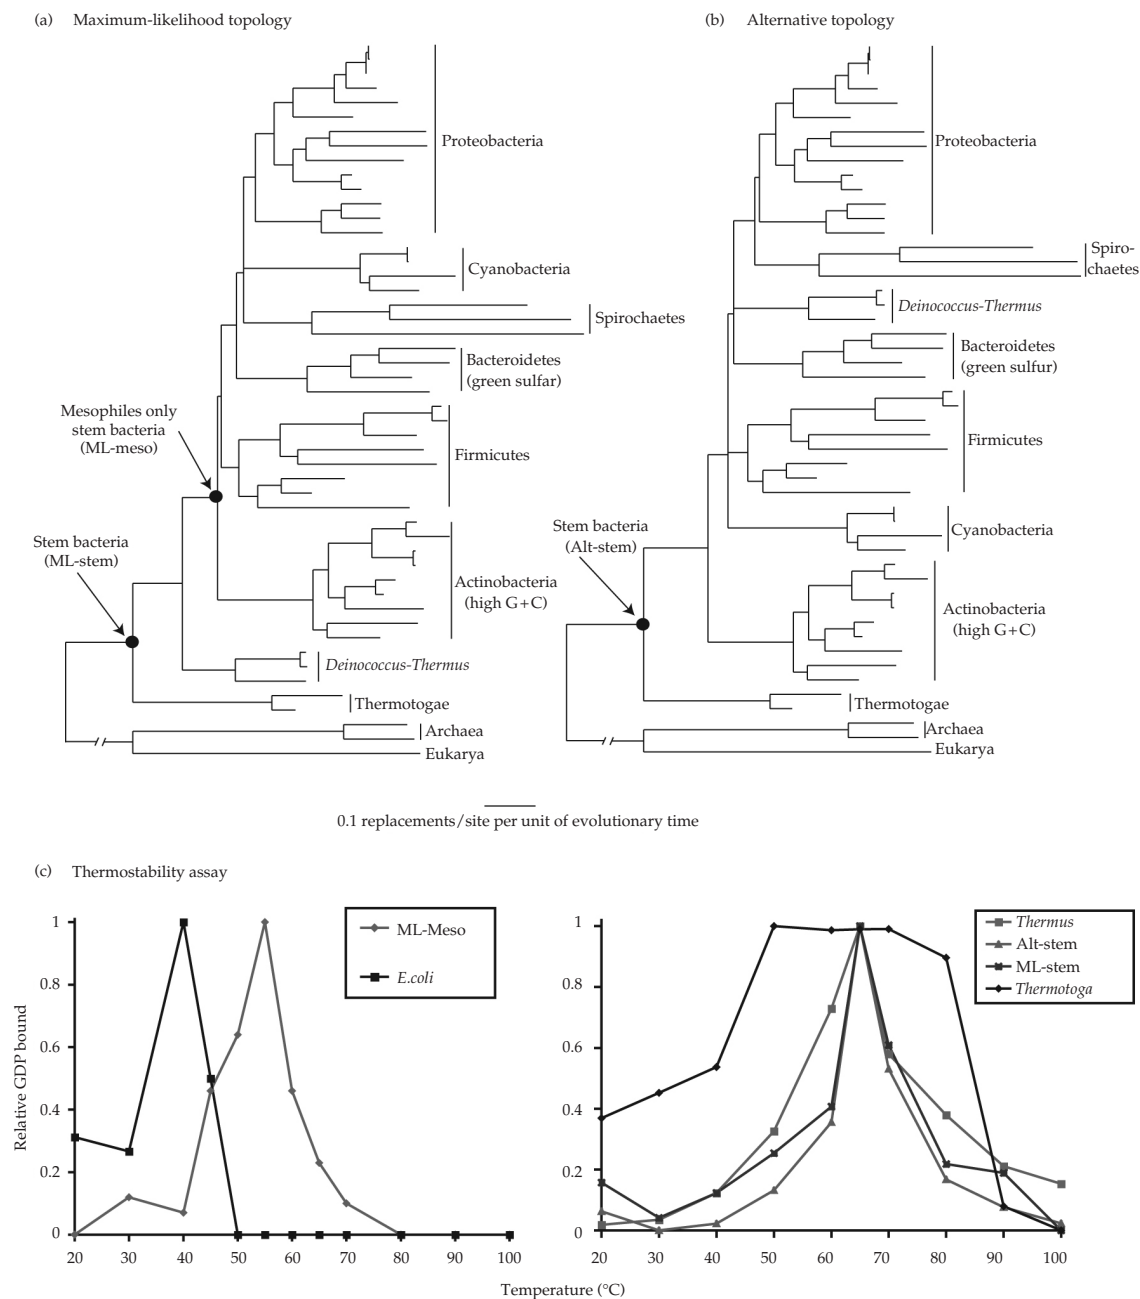 (a) Maximum-likelihood topology
Proteobacteria
Cyanobacteria
Spirochaetes
Bacteroidetes
(green sulfar)
Mesophiles only
stem bacteria
(ML-meso)
Firmicutes
Stem bacteria
(ML-stem)
Actinobacteria
(high G+C)
Deinococcus-Thermus
Thermotogae
Archaea
Eukarya
(b) Alternative topology
Proteobacteria
Spiro-
chaetes
Deinococcus-Thermus
Bacteroidetes
(green sulfur)
Firmicutes
Stem bacteria
(Alt-stem)
Cyanobacteria
Actinobacteria
(high G+C)
Thermotogae
Archaea
Eukarya
0.1 replacements/site per unit of evolutionary time
(c) Thermostability assay
Relative GDP bound
1
0.8
0.6
0.4
0.2
0
20 30 40 50 60 70 80 90 100
ML-Meso
E.coli
1
0.8
0.6
0.4
0.2
0
20 30 40 50 60 70 80 90 100
Thermus
Alt-stem
ML-stem
Thermotoga
Temperature (°C)